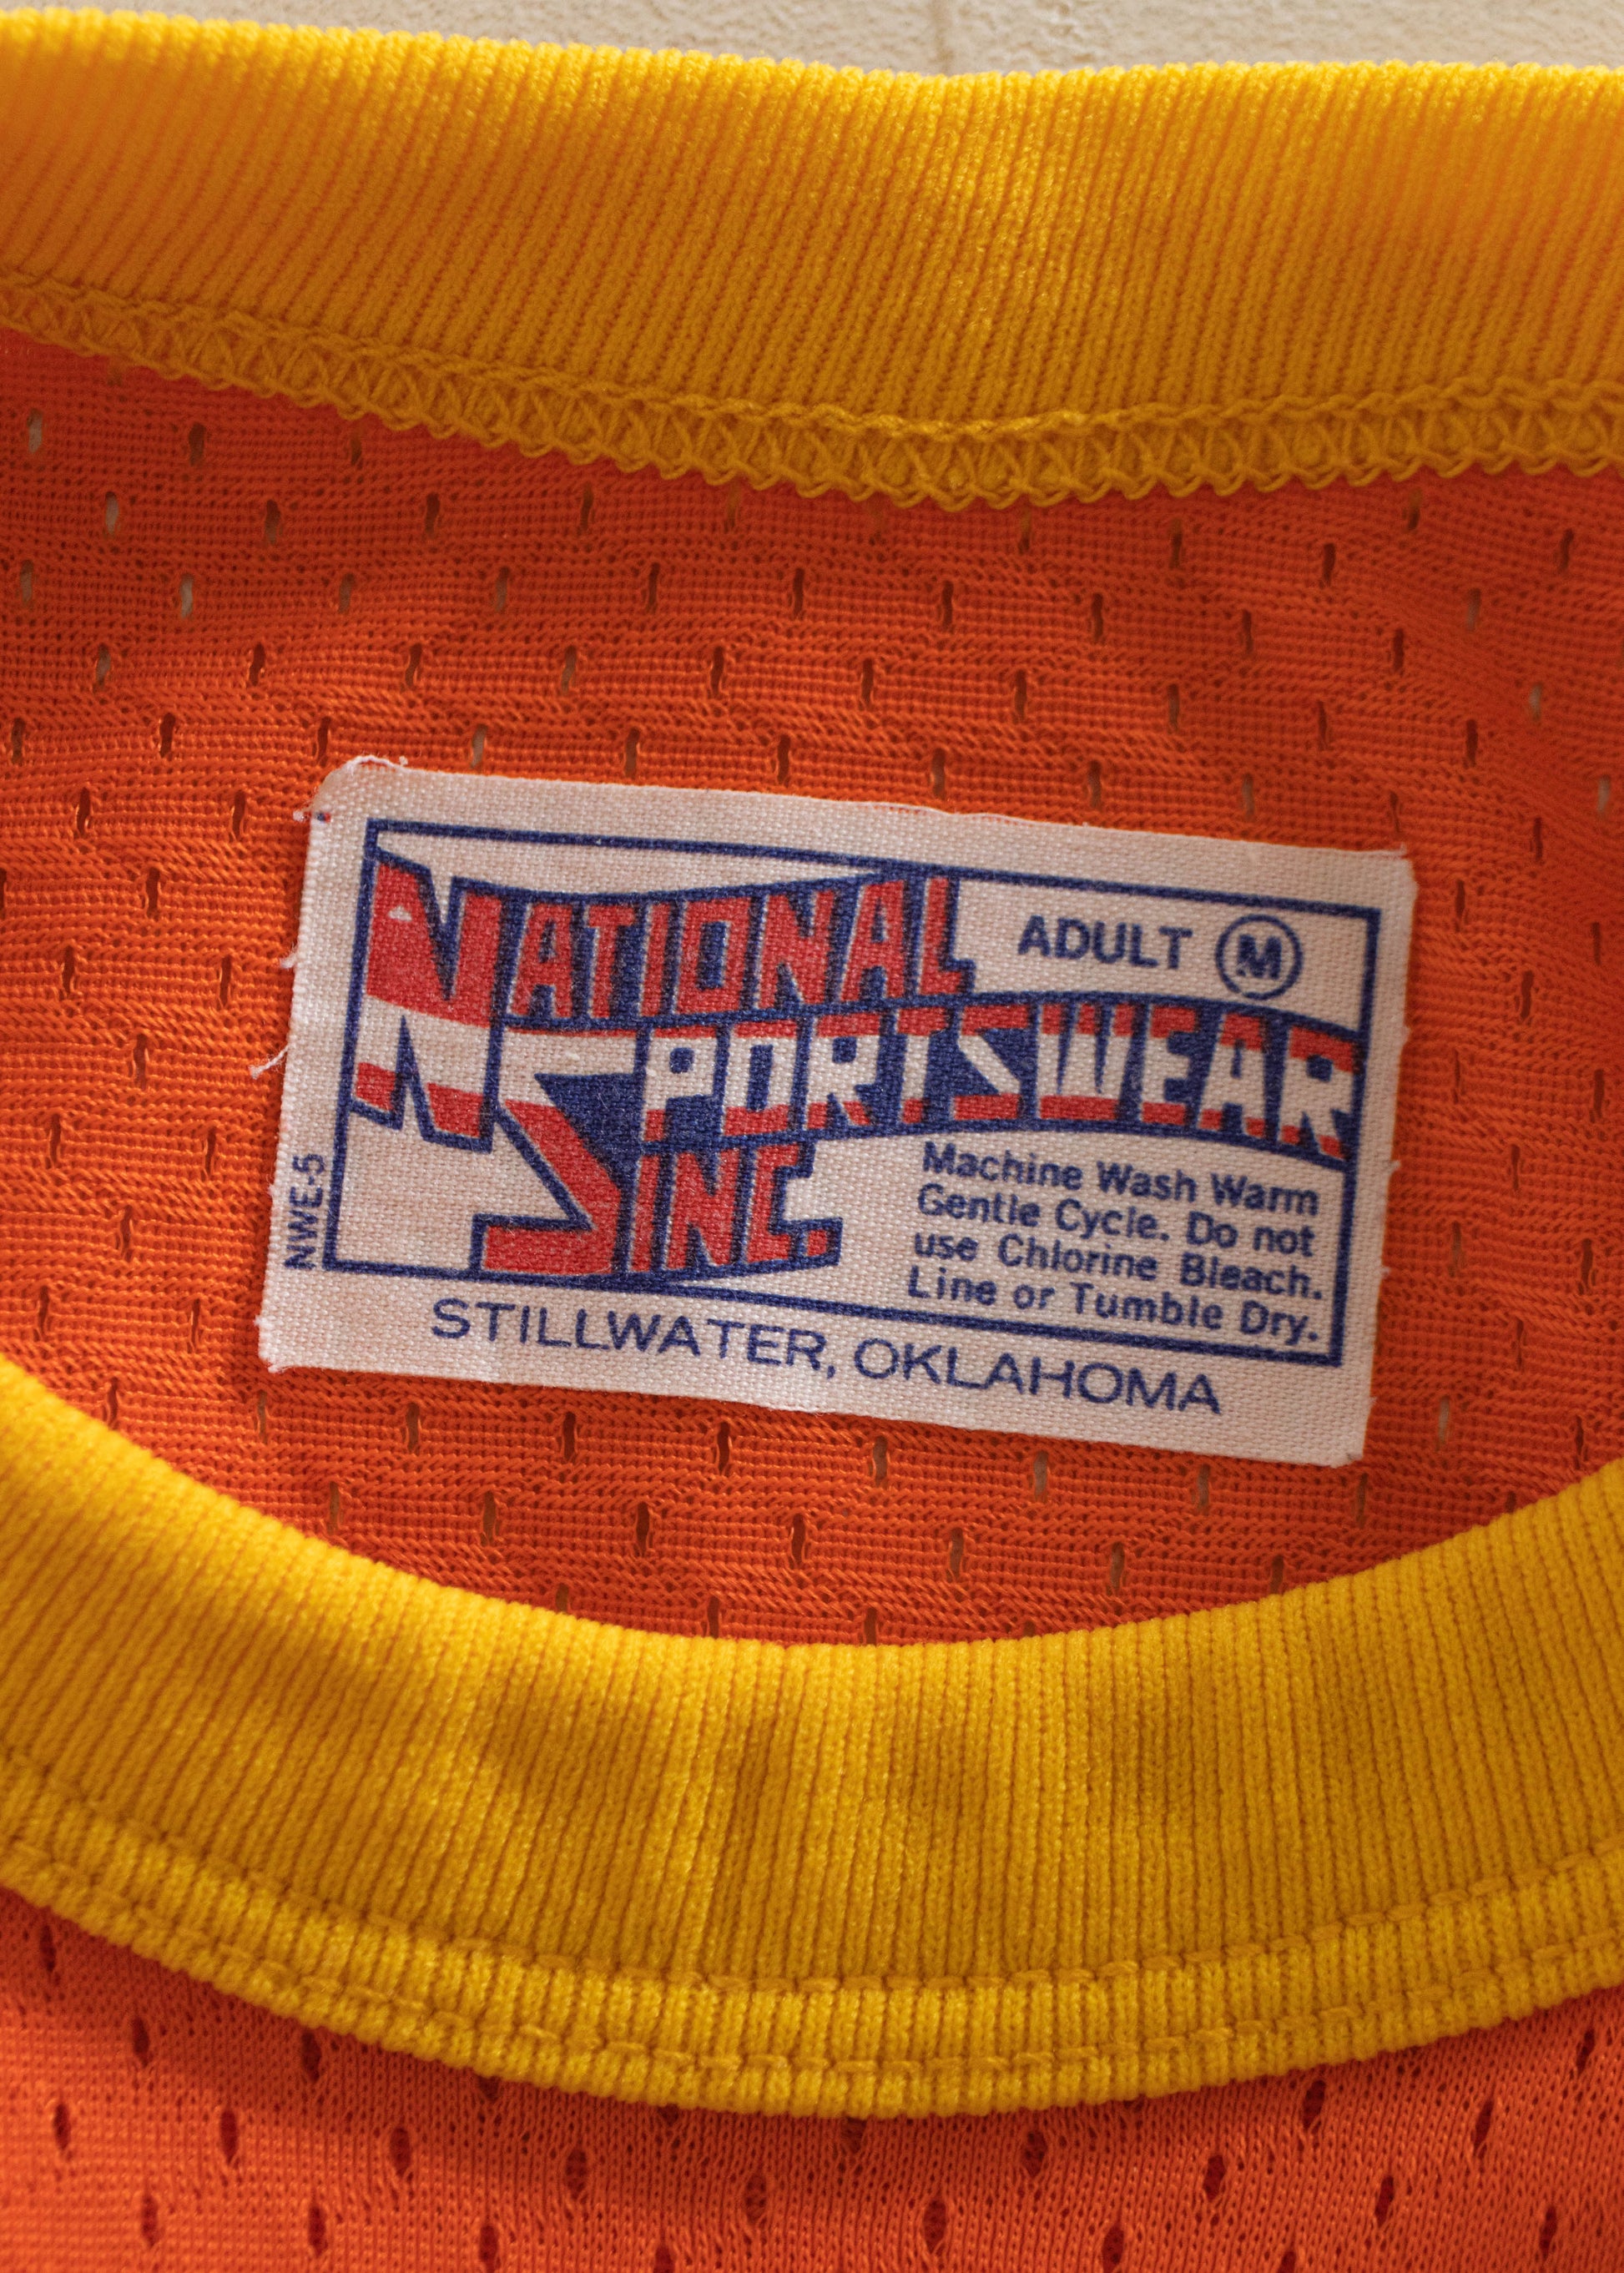 NATIONAL
ADULT M
SPORTSWEAR
INC.
Machine Wash Warm
Gentle Cycle. Do not
use Chlorine Bleach.
Line or Tumble Dry.
NWE-5
STILLWATER, OKLAHOMA